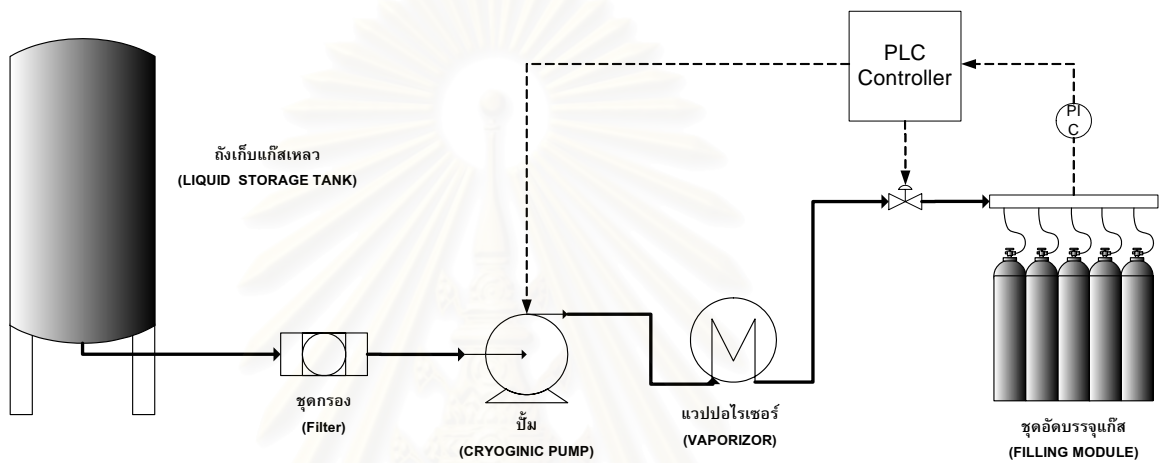 PLC
Controller
PI
C
ถังเก็บแก๊สเหลว
(LIQUID STORAGE TANK)
ชุดกรอง
(Filter)
ปั้ม
(CRYOGINIC PUMP)
แวปปอไรเซอร์
(VAPORIZOR)
ชุดอัดบรรจุแก๊ส
(FILLING MODULE)